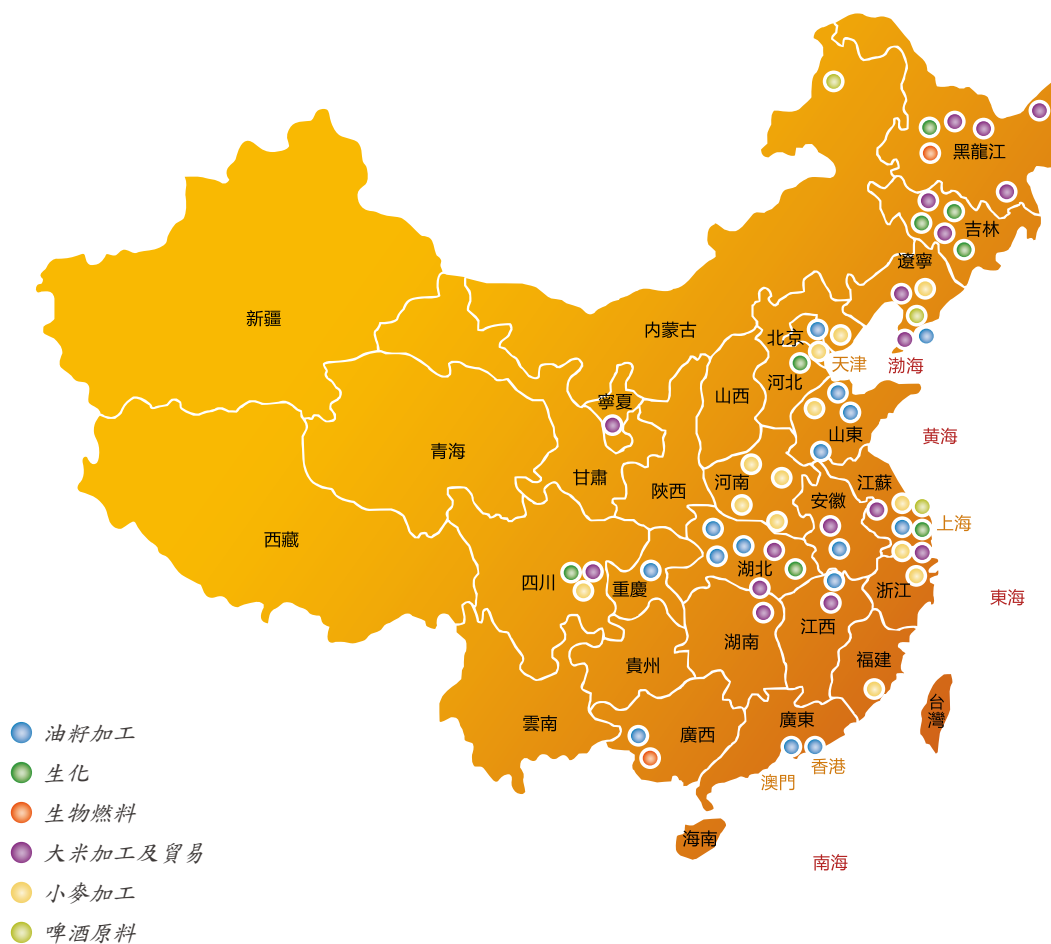 黑龍江
吉林
遼寧
新疆
内蒙古
北京
天津
渤海
河北
山西
寧夏
山東
黄海
青海
甘肅
陝西
河南
江蘇
安徽
上海
西藏
四川
重慶
湖北
浙江
東海
江西
湖南
福建
貴州
台灣
雲南
廣西
廣東
香港
澳門
海南
南海
油籽加工
生化
生物燃料
大米加工及貿易
小麥加工
啤酒原料